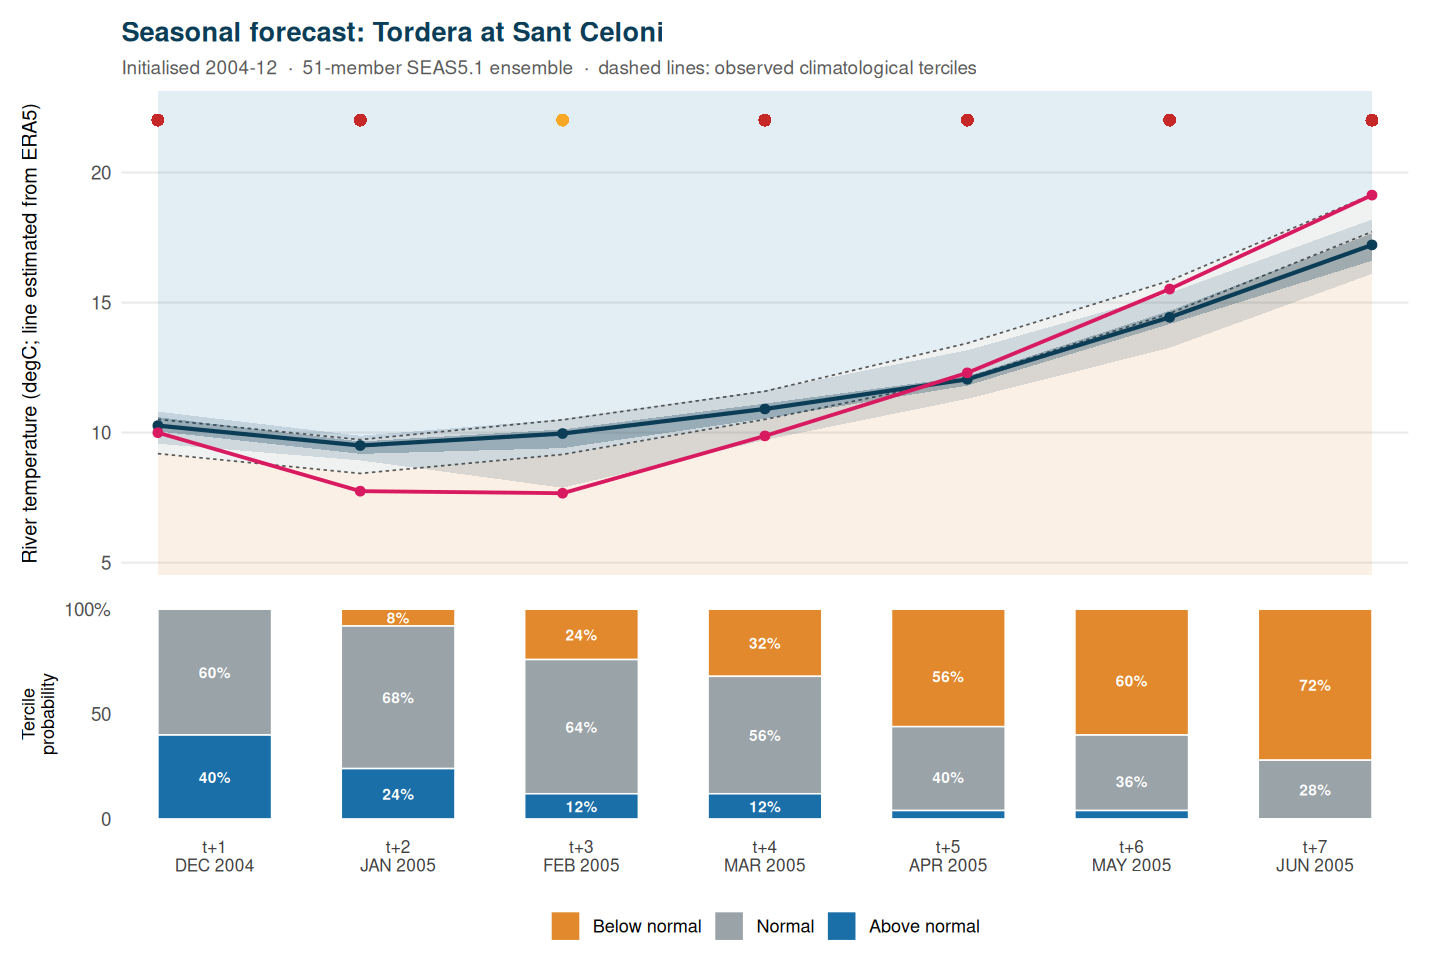 Seasonal forecast: Tordera at Sant Celoni
Initialised 2004-12 · 51-member SEAS5.1 ensemble · dashed lines: observed climatological terciles
River temperature (degC; line estimated from ERA5)
20
15
10
5
Tercile
probability
100%
50
0
60%
40%
8%
68%
24%
24%
64%
12%
32%
56%
12%
56%
40%
60%
36%
72%
28%
t+1
DEC 2004
t+2
JAN 2005
t+3
FEB 2005
t+4
MAR 2005
t+5
APR 2005
t+6
MAY 2005
t+7
JUN 2005
Below normal
Normal
Above normal